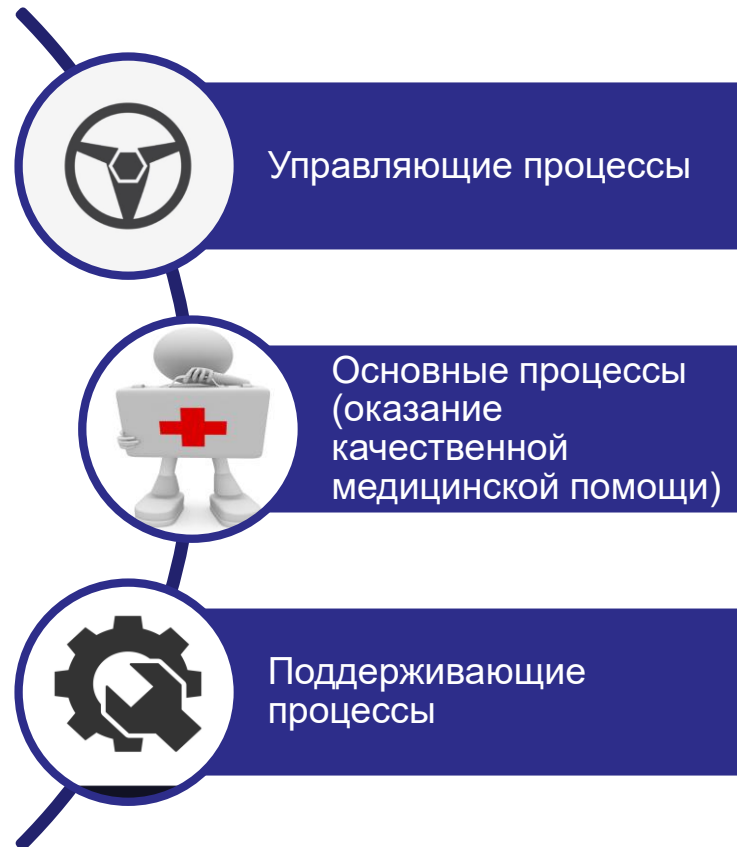 Управляющие процессы
Основные процессы
(оказание
качественной
медицинской помощи)
Поддерживающие
процессы